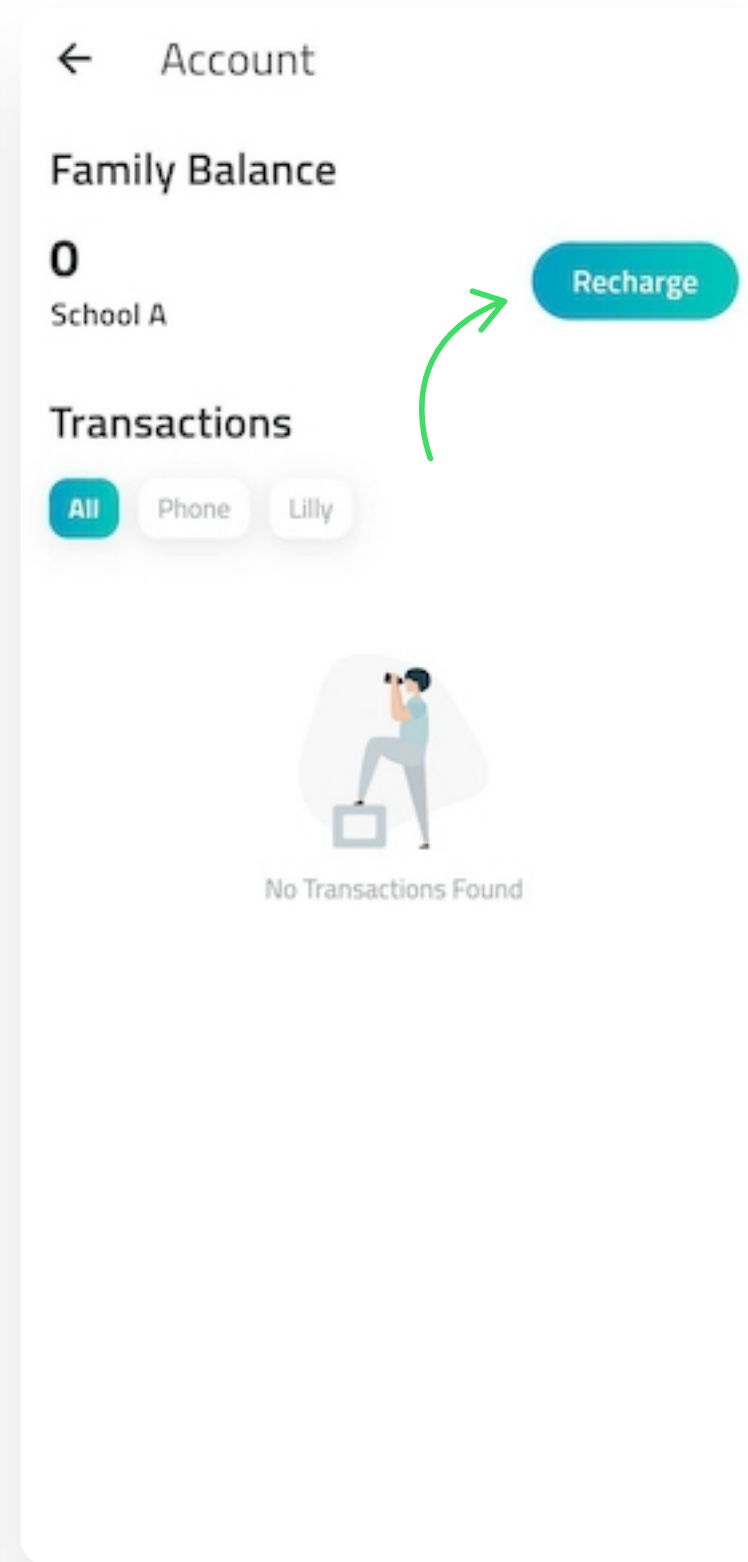 Account
Family Balance
0
School A
Recharge
Transactions
All Phone Lilly
No Transactions Found